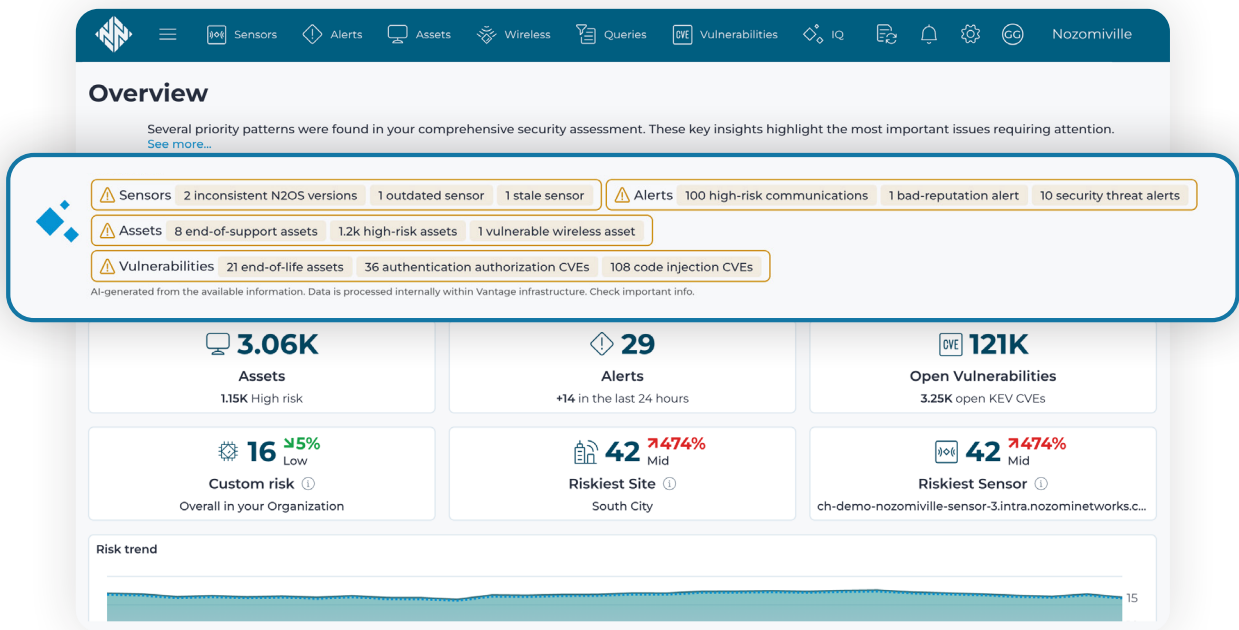 Sensors Alerts Assets Wireless Queries CVE Vulnerabilities IQ GG Nozomiville
Overview
Several priority patterns were found in your comprehensive security assessment. These key insights highlight the most important issues requiring attention.
See more...
Sensors 2 inconsistent N2OS versions 1 outdated sensor 1 stale sensor Alerts 100 high-risk communications 1 bad-reputation alert 10 security threat alerts
Assets 8 end-of-support assets 1.2k high-risk assets 1 vulnerable wireless asset
Vulnerabilities 21 end-of-life assets 36 authentication authorization CVEs 108 code injection CVEs
AI-generated from the available information. Data is processed internally within Vantage infrastructure. Check important info.
3.06K
Assets
1.15K High risk
29
Alerts
+14 in the last 24 hours
CVE 121K
Open Vulnerabilities
3.25K open KEV CVEs
16 5%
Low
Custom risk
Overall in your Organization
42 474%
Mid
Riskiest Site
South City
42 474%
Mid
Riskiest Sensor
ch-demo-nozomiville-sensor-3.intra.nozominetworks.c...
Risk trend
15